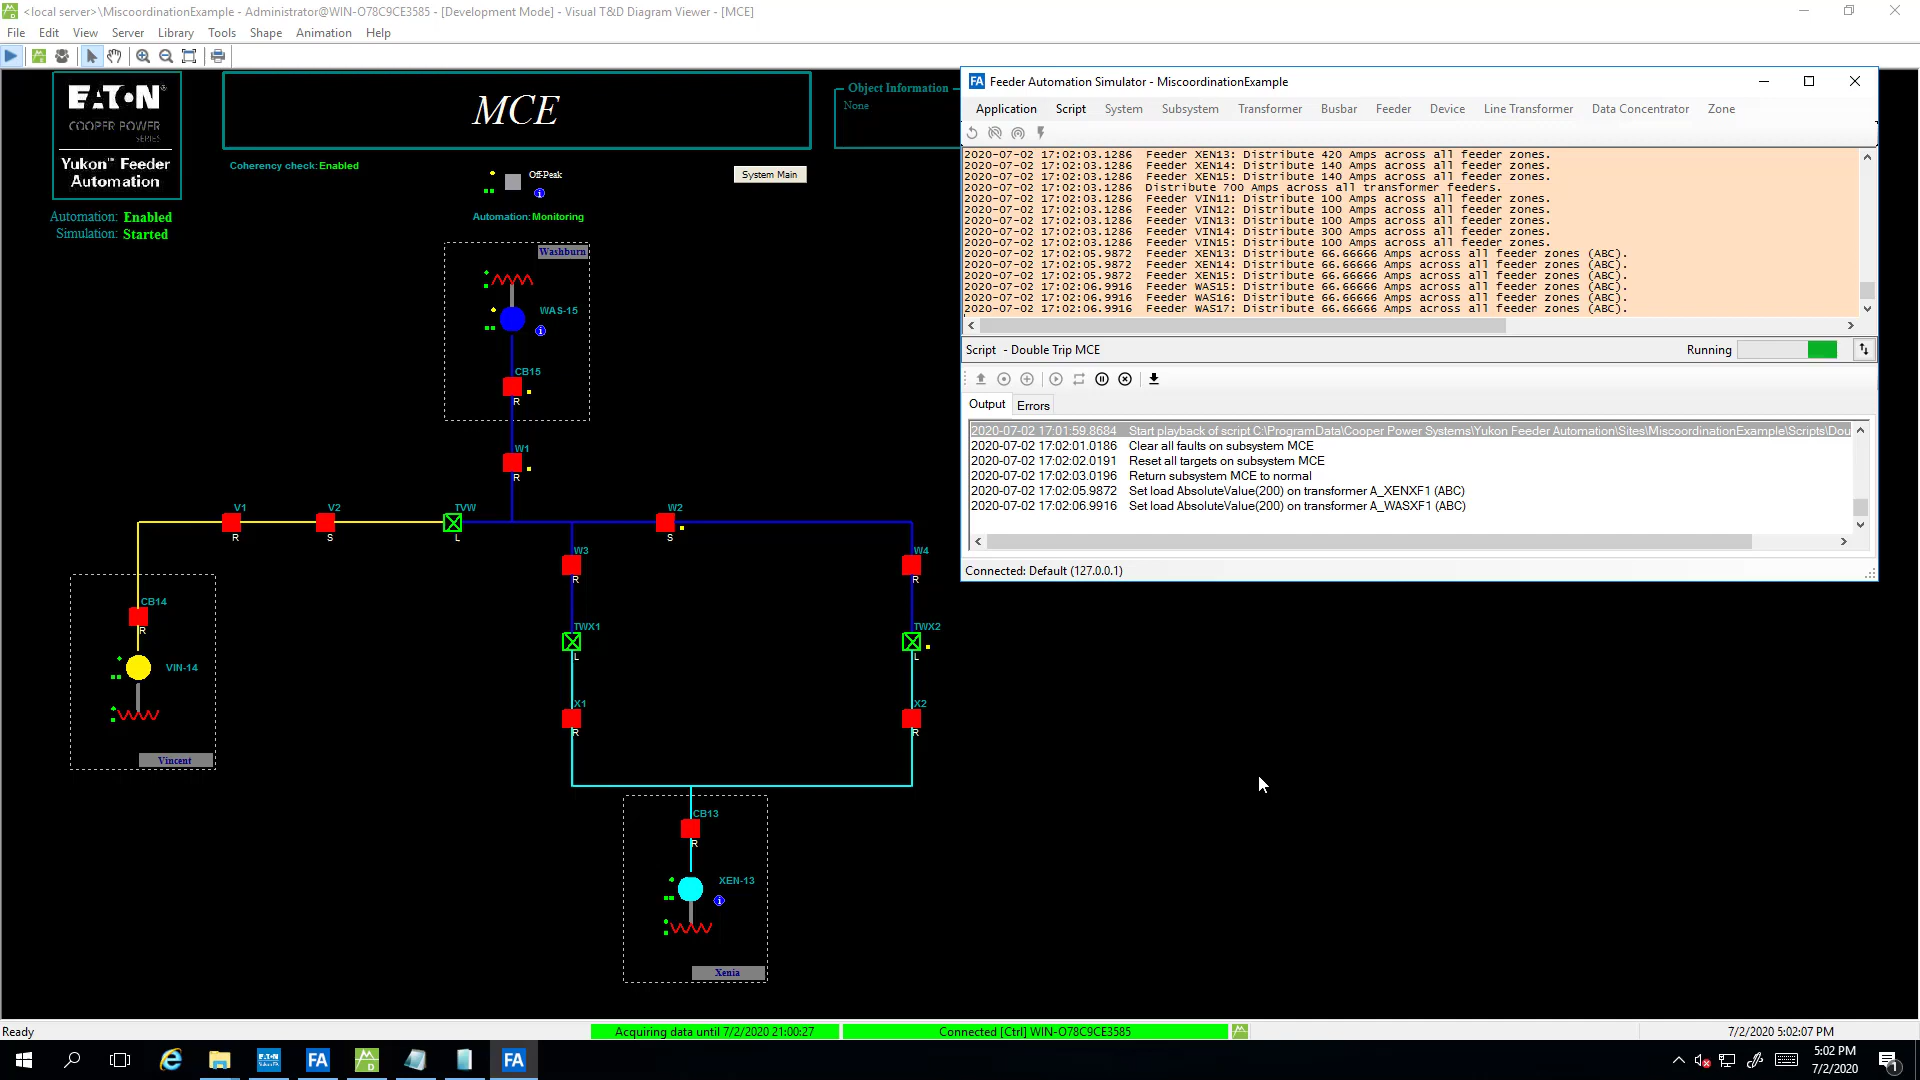 <local server>\MiscoordinationExample - Administrator@WIN-O78C9CE3585 - [Development Mode] - Visual T&D Diagram Viewer - [MCE]
File Edit View Server Library Tools Shape Animation Help
EATON
COOPER POWER
SERIES
Yukon™ Feeder
Automation
Automation: Enabled
Simulation: Started
MCE
Coherency check: Enabled
Off-Peak
Automation: Monitoring
System Main
Object Information
None
Washburn
WAS-15
CB15
R
W1
R
V1
R
V2
S
TVW
L
W2
S
W3
R
W4
R
TWX1
L
TWX2
L
X1
R
X2
R
CB14
R
VIN-14
Vincent
CB13
R
XEN-13
Xenia
FA Feeder Automation Simulator - MiscoordinationExample
Application Script System Subsystem Transformer Busbar Feeder Device Line Transformer Data Concentrator Zone
2020-07-02 17:02:03.1286 Feeder XEN13: Distribute 420 Amps across all feeder zones.
2020-07-02 17:02:03.1286 Feeder XEN14: Distribute 140 Amps across all feeder zones.
2020-07-02 17:02:03.1286 Feeder XEN15: Distribute 140 Amps across all feeder zones.
2020-07-02 17:02:03.1286 Distribute 700 Amps across all transformer feeders.
2020-07-02 17:02:03.1286 Feeder VIN11: Distribute 100 Amps across all feeder zones.
2020-07-02 17:02:03.1286 Feeder VIN12: Distribute 100 Amps across all feeder zones.
2020-07-02 17:02:03.1286 Feeder VIN13: Distribute 100 Amps across all feeder zones.
2020-07-02 17:02:03.1286 Feeder VIN14: Distribute 300 Amps across all feeder zones.
2020-07-02 17:02:03.1286 Feeder VIN15: Distribute 100 Amps across all feeder zones.
2020-07-02 17:02:05.9872 Feeder XEN13: Distribute 66.66666 Amps across all feeder zones (ABC).
2020-07-02 17:02:05.9872 Feeder XEN14: Distribute 66.66666 Amps across all feeder zones (ABC).
2020-07-02 17:02:05.9872 Feeder XEN15: Distribute 66.66666 Amps across all feeder zones (ABC).
2020-07-02 17:02:06.9916 Feeder WAS15: Distribute 66.66666 Amps across all feeder zones (ABC).
2020-07-02 17:02:06.9916 Feeder WAS16: Distribute 66.66666 Amps across all feeder zones (ABC).
2020-07-02 17:02:06.9916 Feeder WAS17: Distribute 66.66666 Amps across all feeder zones (ABC).
Script - Double Trip MCE Running
Output Errors
2020-07-02 17:01:59.8684 Start playback of script C:\ProgramData\Cooper Power Systems\Yukon Feeder Automation\Sites\MiscoordinationExample\Scripts\Dou
2020-07-02 17:02:01.0186 Clear all faults on subsystem MCE
2020-07-02 17:02:02.0191 Reset all targets on subsystem MCE
2020-07-02 17:02:03.0196 Return subsystem MCE to normal
2020-07-02 17:02:05.9872 Set load AbsoluteValue(200) on transformer A_XENXF1 (ABC)
2020-07-02 17:02:06.9916 Set load AbsoluteValue(200) on transformer A_WASXF1 (ABC)
Connected: Default (127.0.0.1)
Ready Acquiring data until 7/2/2020 21:00:27 Connected [Ctrl] WIN-O78C9CE3585 7/2/2020 5:02:07 PM
FA FA
5:02 PM
7/2/2020
1